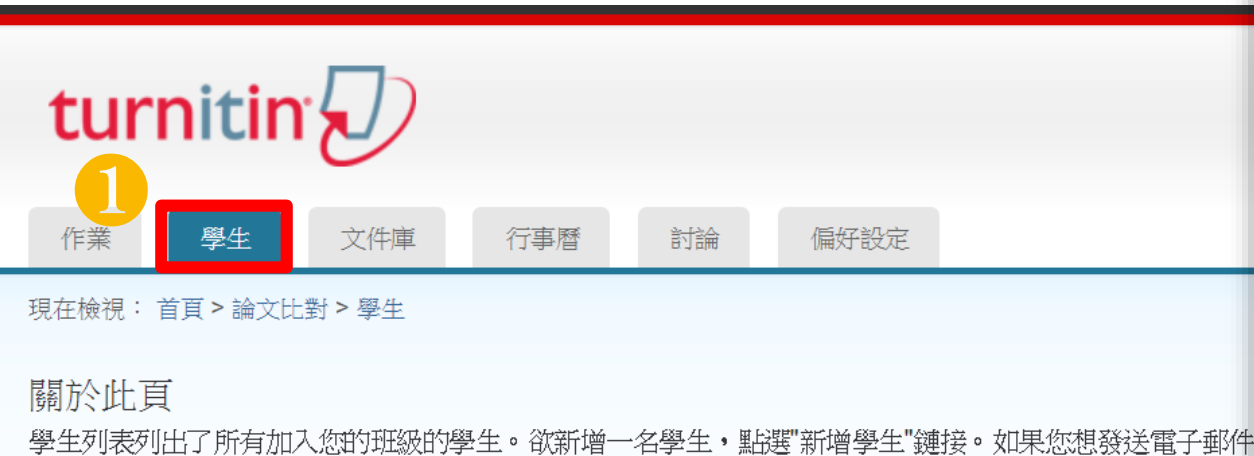 turnitin
1
作業 學生 文件庫 行事曆 討論 偏好設定
現在檢視： 首頁 > 論文比對 > 學生
關於此頁
學生列表列出了所有加入您的班級的學生。欲新增一名學生，點選"新增學生"鏈接。如果您想發送電子郵件